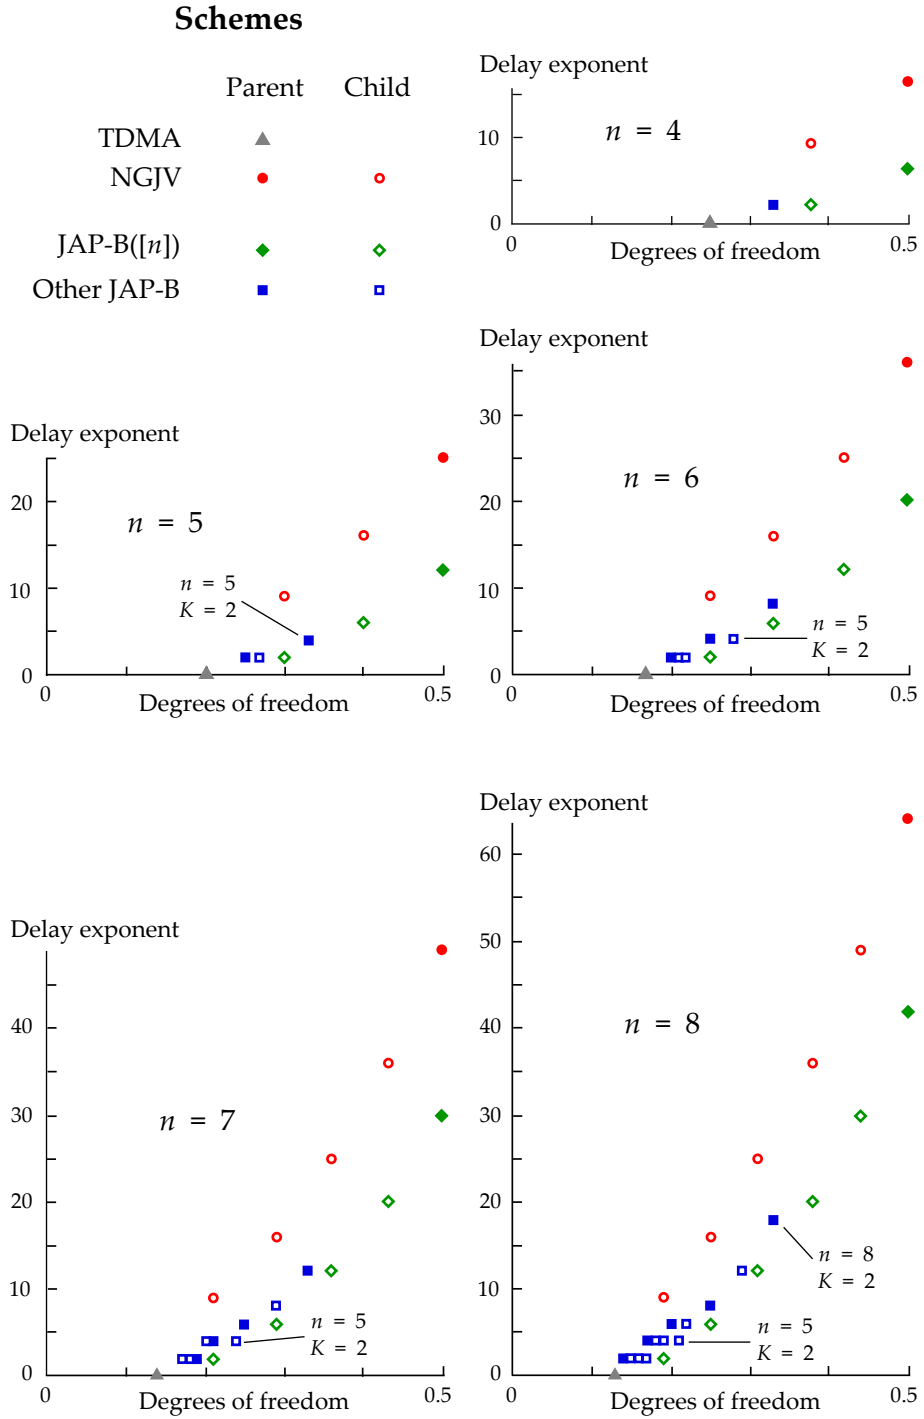 Schemes
Parent Child
TDMA
NGJV
JAP-B([n])
Other JAP-B
Delay exponent
n = 4
10
0
0
Degrees of freedom
0.5
Delay exponent
n = 5
20
n = 5
K = 2
10
0
0
Degrees of freedom
0.5
Delay exponent
30
n = 6
20
10
n = 5
K = 2
0
0
Degrees of freedom
0.5
Delay exponent
40
n = 7
30
20
10
n = 5
K = 2
0
0
Degrees of freedom
0.5
Delay exponent
60
50
n = 8
40
30
20
n = 8
K = 2
10
n = 5
K = 2
0
0
Degrees of freedom
0.5